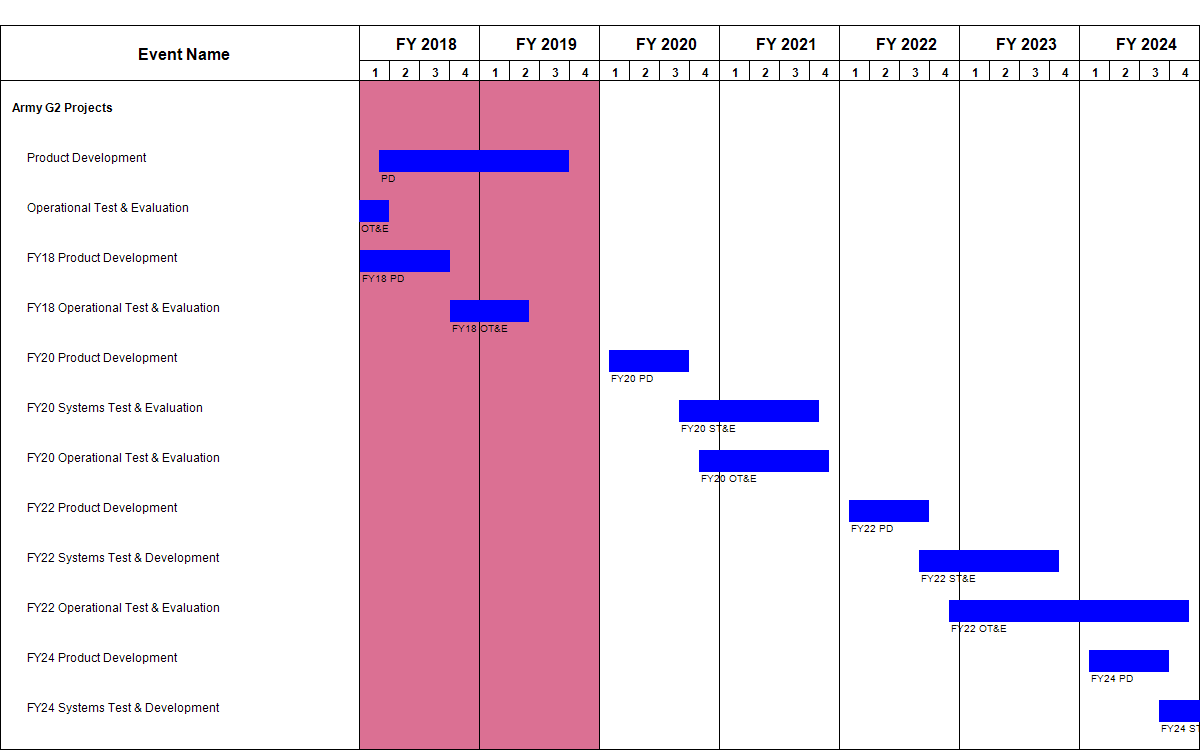 Event Name
FY 2018 FY 2019 FY 2020 FY 2021 FY 2022 FY 2023 FY 2024
1 2 3 4 1 2 3 4 1 2 3 4 1 2 3 4 1 2 3 4 1 2 3 4 1 2 3 4
Army G2 Projects
Product Development
PD
Operational Test & Evaluation
OT&E
FY18 Product Development
FY18 PD
FY18 Operational Test & Evaluation
FY18 OT&E
FY20 Product Development
FY20 PD
FY20 Systems Test & Evaluation
FY20 ST&E
FY20 Operational Test & Evaluation
FY20 OT&E
FY22 Product Development
FY22 PD
FY22 Systems Test & Development
FY22 ST&E
FY22 Operational Test & Evaluation
FY22 OT&E
FY24 Product Development
FY24 PD
FY24 Systems Test & Development
FY24 ST